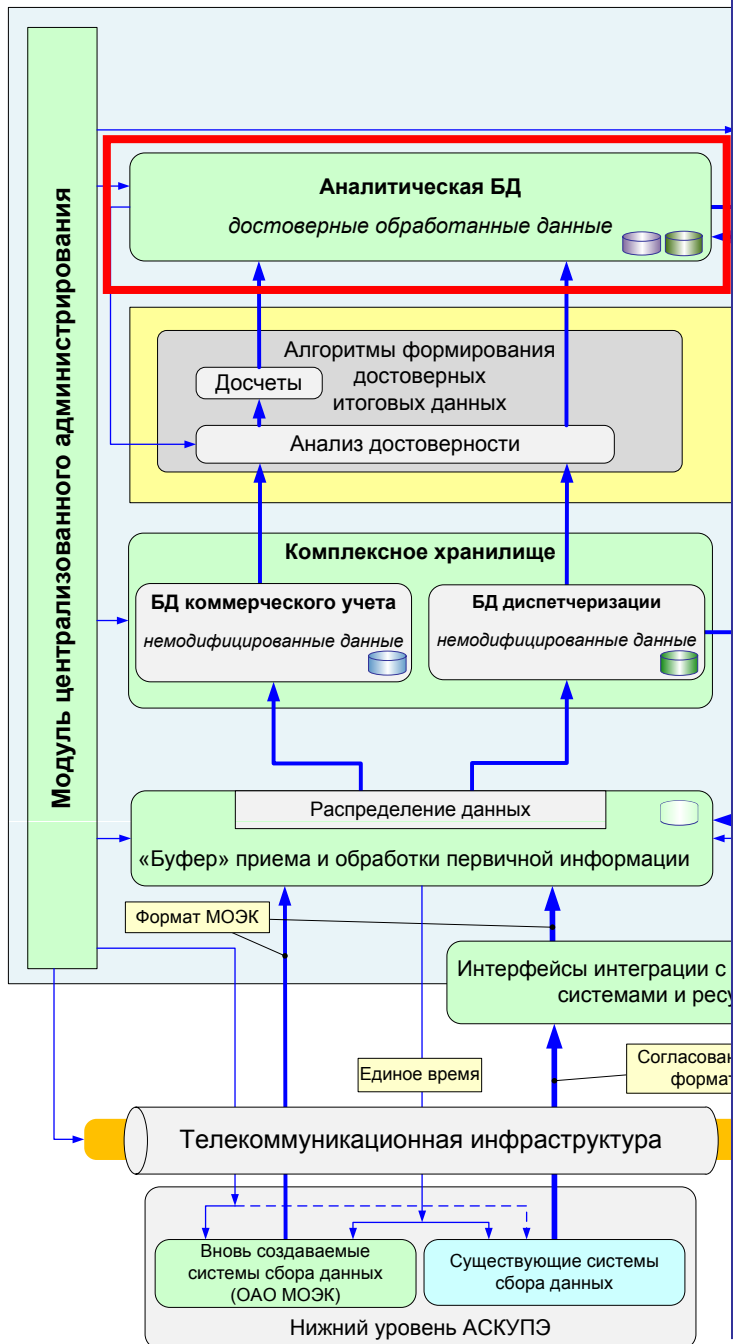 Модуль централизованного администрирования
Аналитическая БД
достоверные обработанные данные
Алгоритмы формирования
достоверных
итоговых данных
Досчеты
Анализ достоверности
Комплексное хранилище
БД коммерческого учета
немодифицированные данные
БД диспетчеризации
немодифицированные данные
Распределение данных
«Буфер» приема и обработки первичной информации
Формат МОЭК
Интерфейсы интеграции с
системами и ресу
Единое время
Согласован
формат
Телекоммуникационная инфраструктура
Вновь создаваемые
системы сбора данных
(ОАО МОЭК)
Существующие системы
сбора данных
Нижний уровень АСКУПЭ